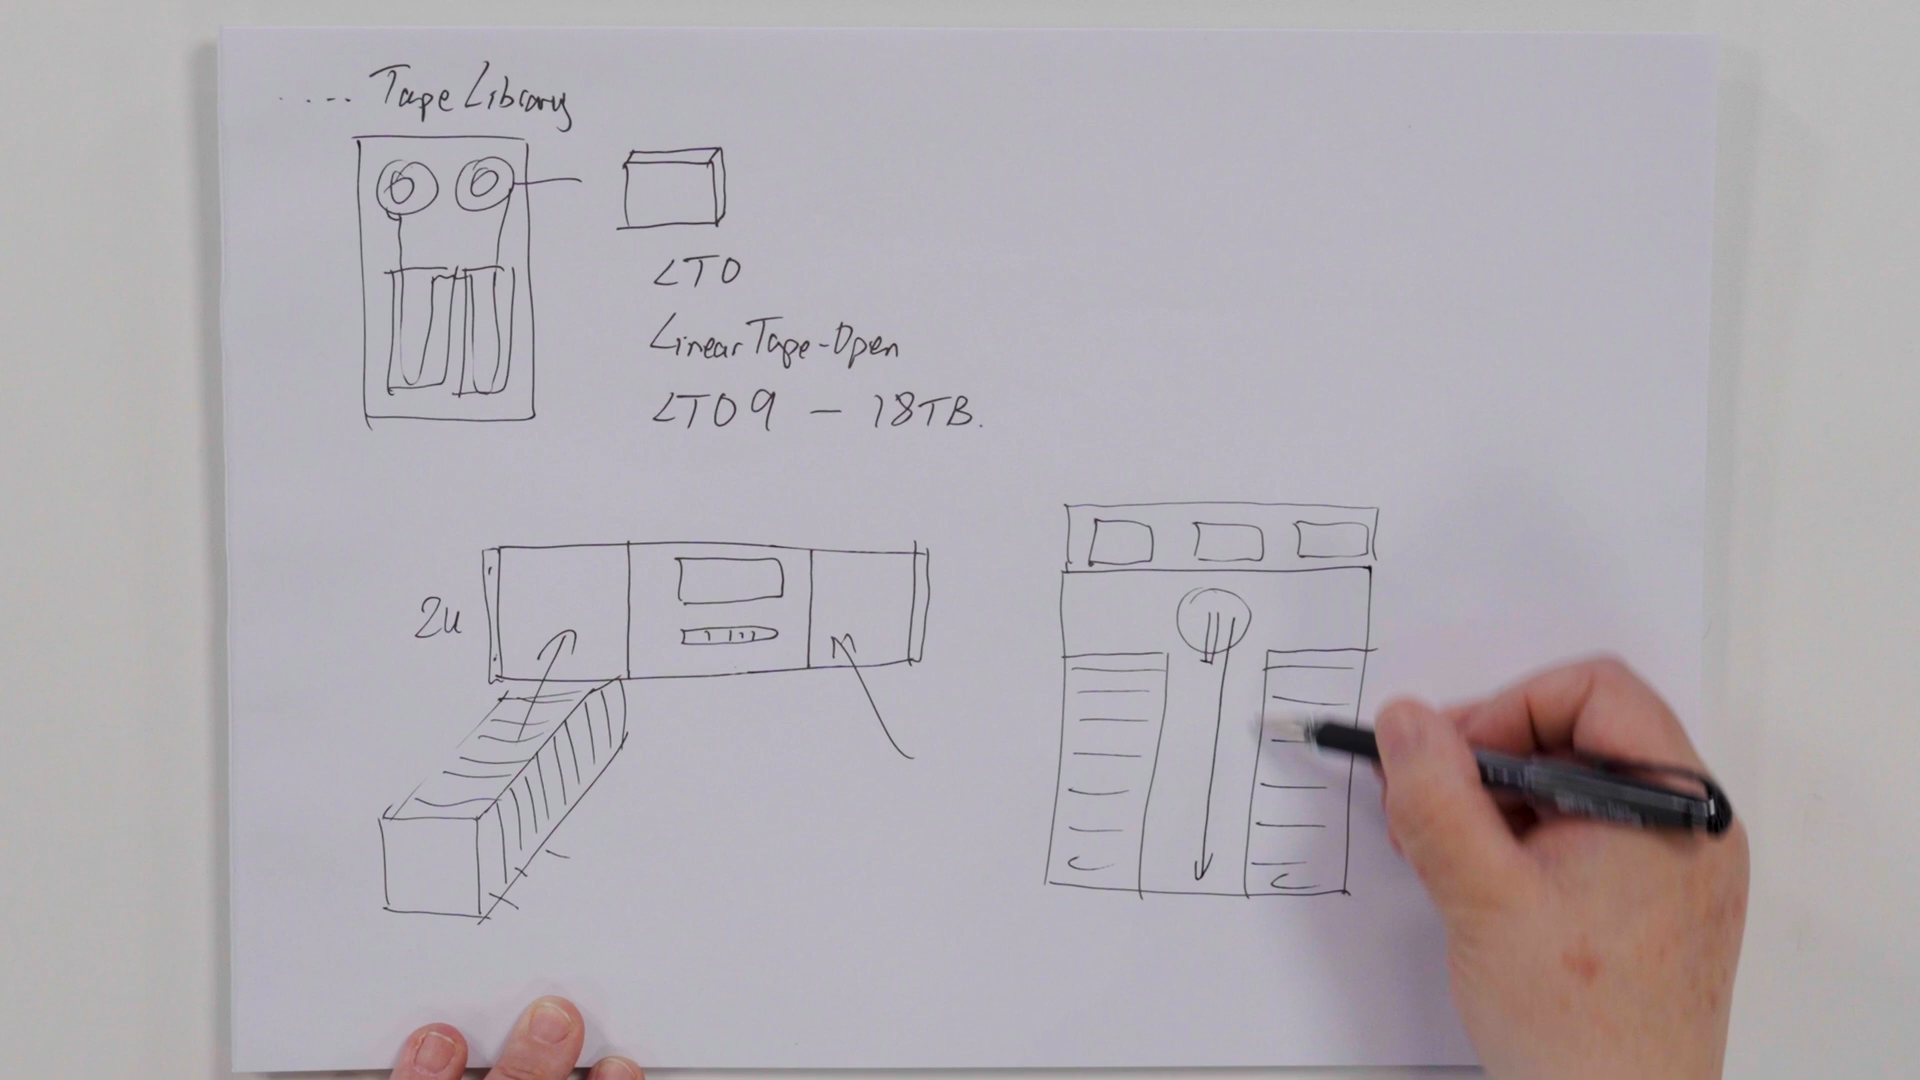 .... Tape Library
LTO
Linear Tape-Open
LTO9 – 18TB.
2u